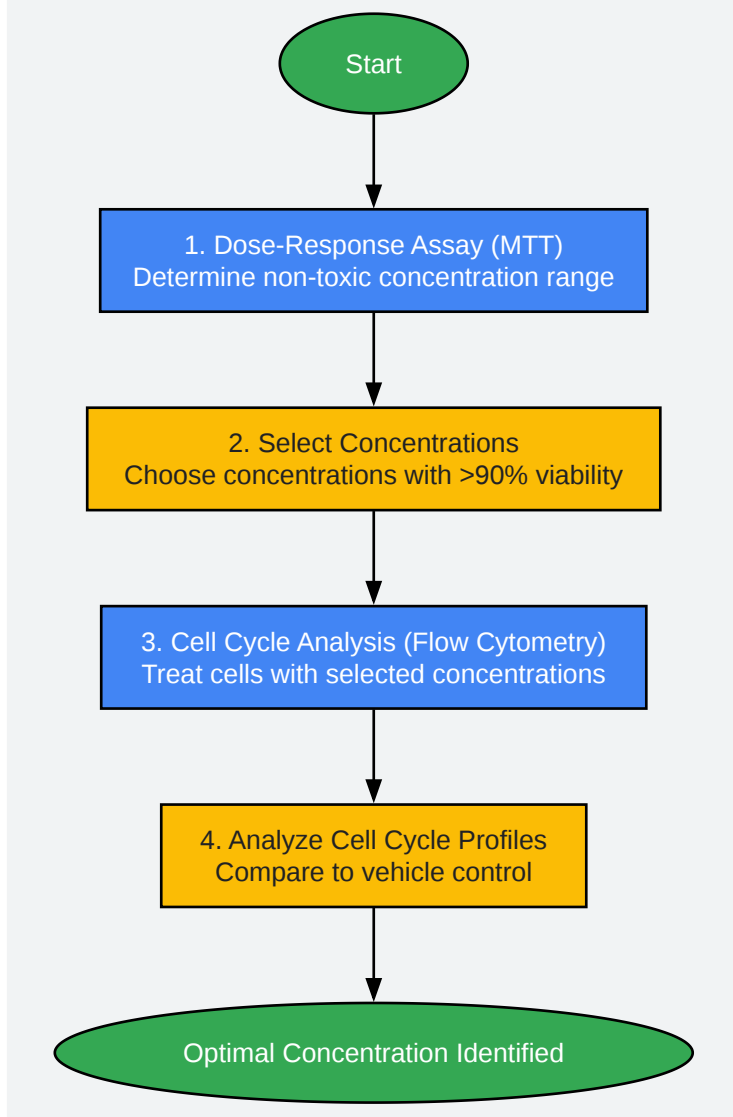 Start
1. Dose-Response Assay (MTT)
Determine non-toxic concentration range
2. Select Concentrations
Choose concentrations with >90% viability
3. Cell Cycle Analysis (Flow Cytometry)
Treat cells with selected concentrations
4. Analyze Cell Cycle Profiles
Compare to vehicle control
Optimal Concentration Identified